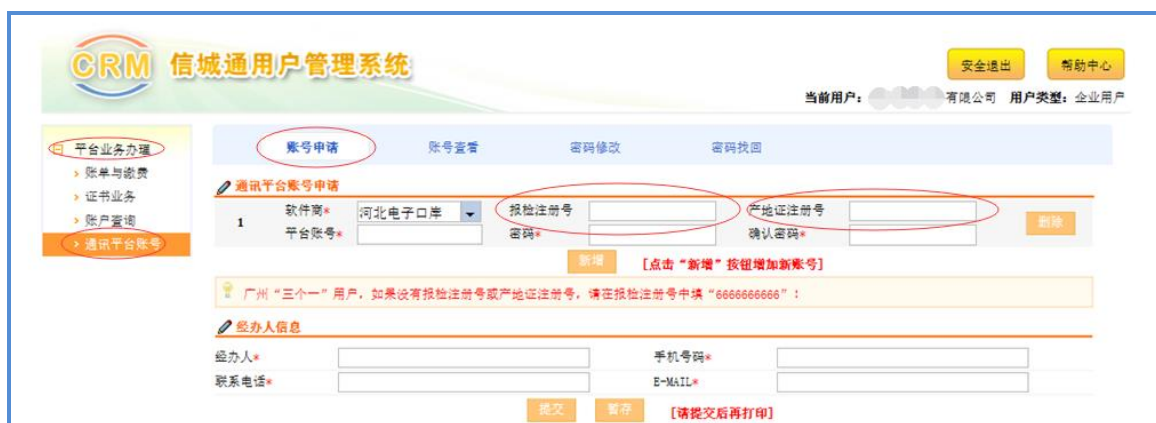 CRM 信城通用户管理系统
安全退出 帮助中心
当前用户： 有限公司 用户类型：企业用户
平台业务办理
账单与缴费
证书业务
账户查询
通讯平台账号
账号申请 账号查看 密码修改 密码找回
通讯平台账号申请
1 软件商* 河北电子口岸 报检注册号 产地证注册号 删除
平台账号* 密码* 确认密码*
新增 [点击“新增”按钮增加新账号]
广州“三个一”用户，如果没有报检注册号或产地证注册号，请在报检注册号中填“6666666666”！
经办人信息
经办人* 手机号码*
联系电话* E-MAIL*
提交 暂存 [请提交后再打印]